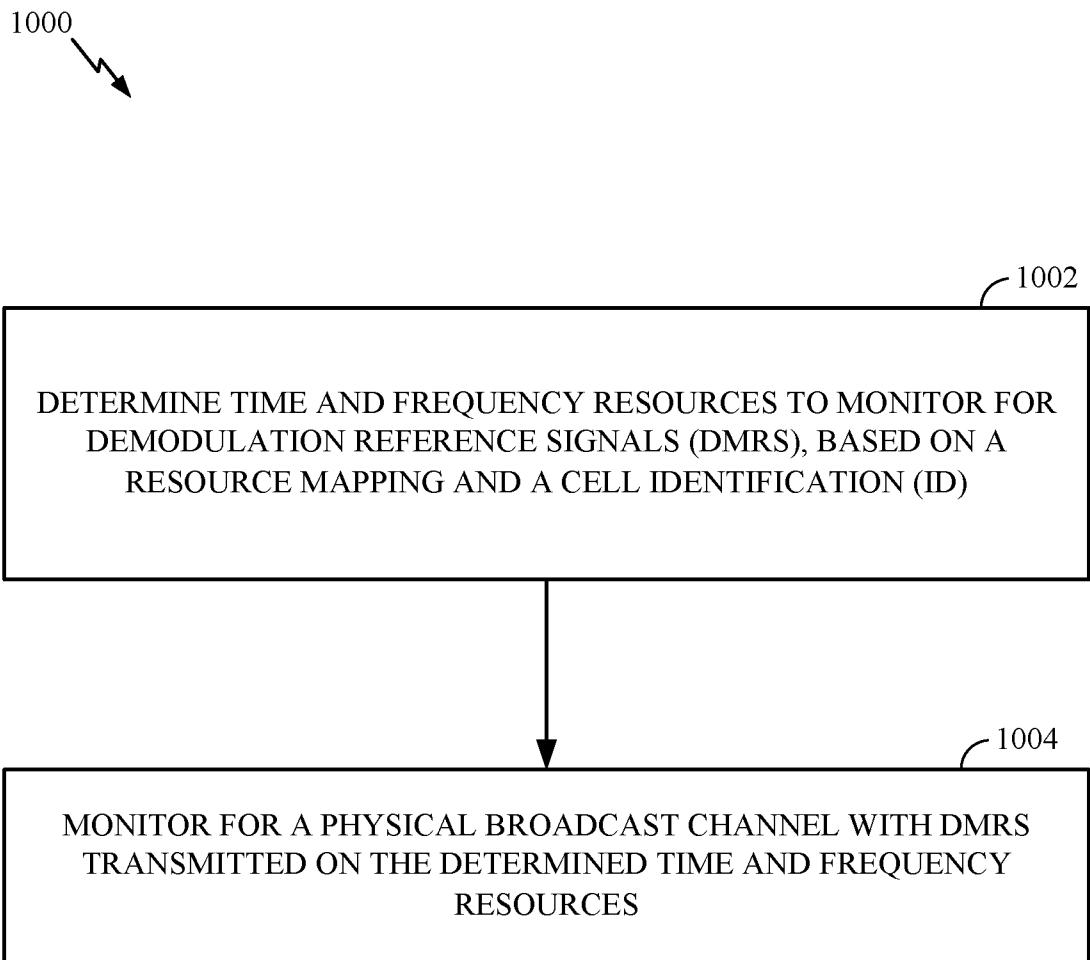 1000
1002
DETERMINE TIME AND FREQUENCY RESOURCES TO MONITOR FOR
DEMODULATION REFERENCE SIGNALS (DMRS), BASED ON A
RESOURCE MAPPING AND A CELL IDENTIFICATION (ID)
1004
MONITOR FOR A PHYSICAL BROADCAST CHANNEL WITH DMRS
TRANSMITTED ON THE DETERMINED TIME AND FREQUENCY
RESOURCES